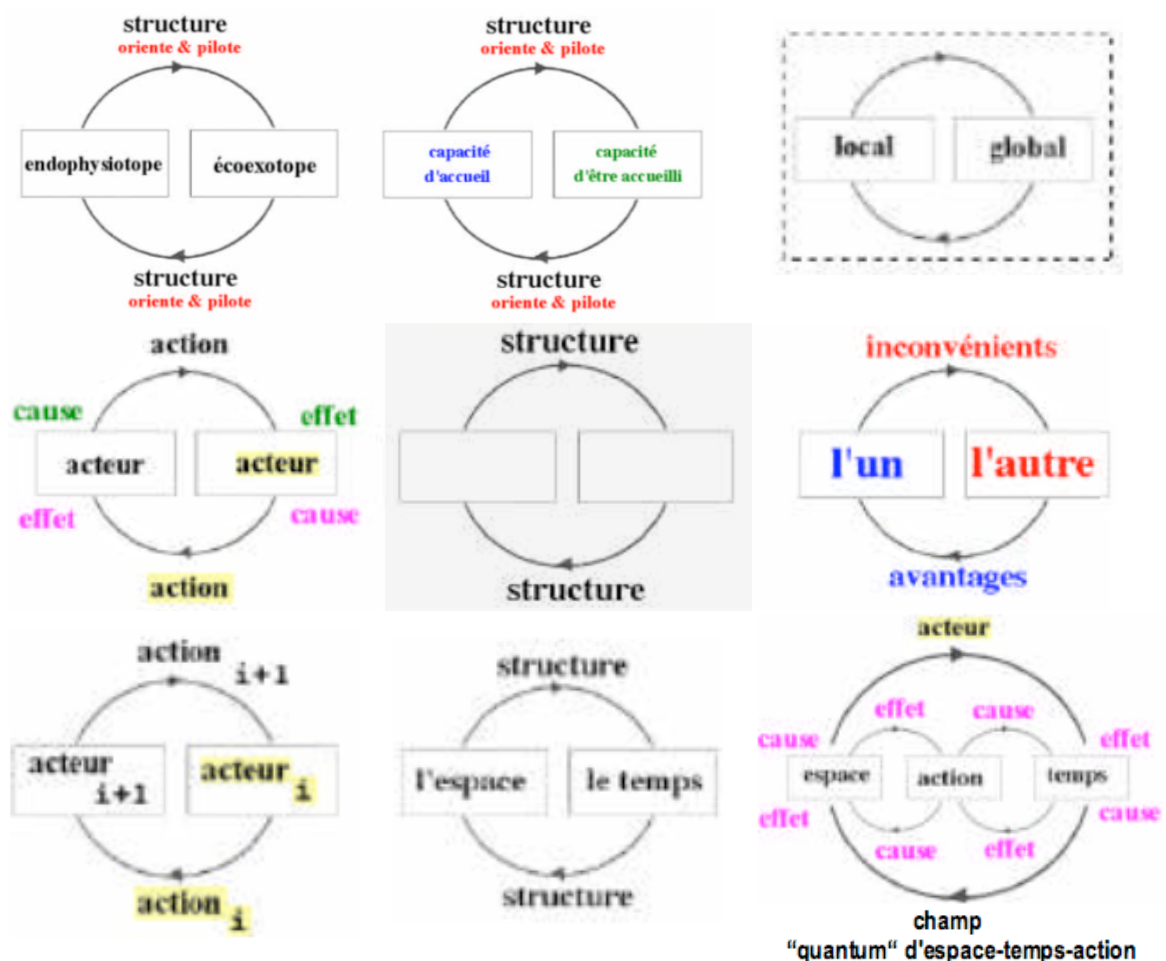 structure
oriente & pilote
endophysiotope
écoexotope
structure
oriente & pilote
structure
oriente & pilote
capacité
d'accueil
capacité
d'être accueilli
structure
oriente & pilote
local
global
action
cause
effet
acteur
acteur
effet
cause
action
structure
structure
inconvénients
l'un
l'autre
avantages
action i+1
acteur i+1
acteur i
action i
structure
l'espace
le temps
structure
acteur
effet
cause
cause
effet
espace
action
temps
effet
cause
cause
effet
champ
“quantum“ d'espace-temps-action